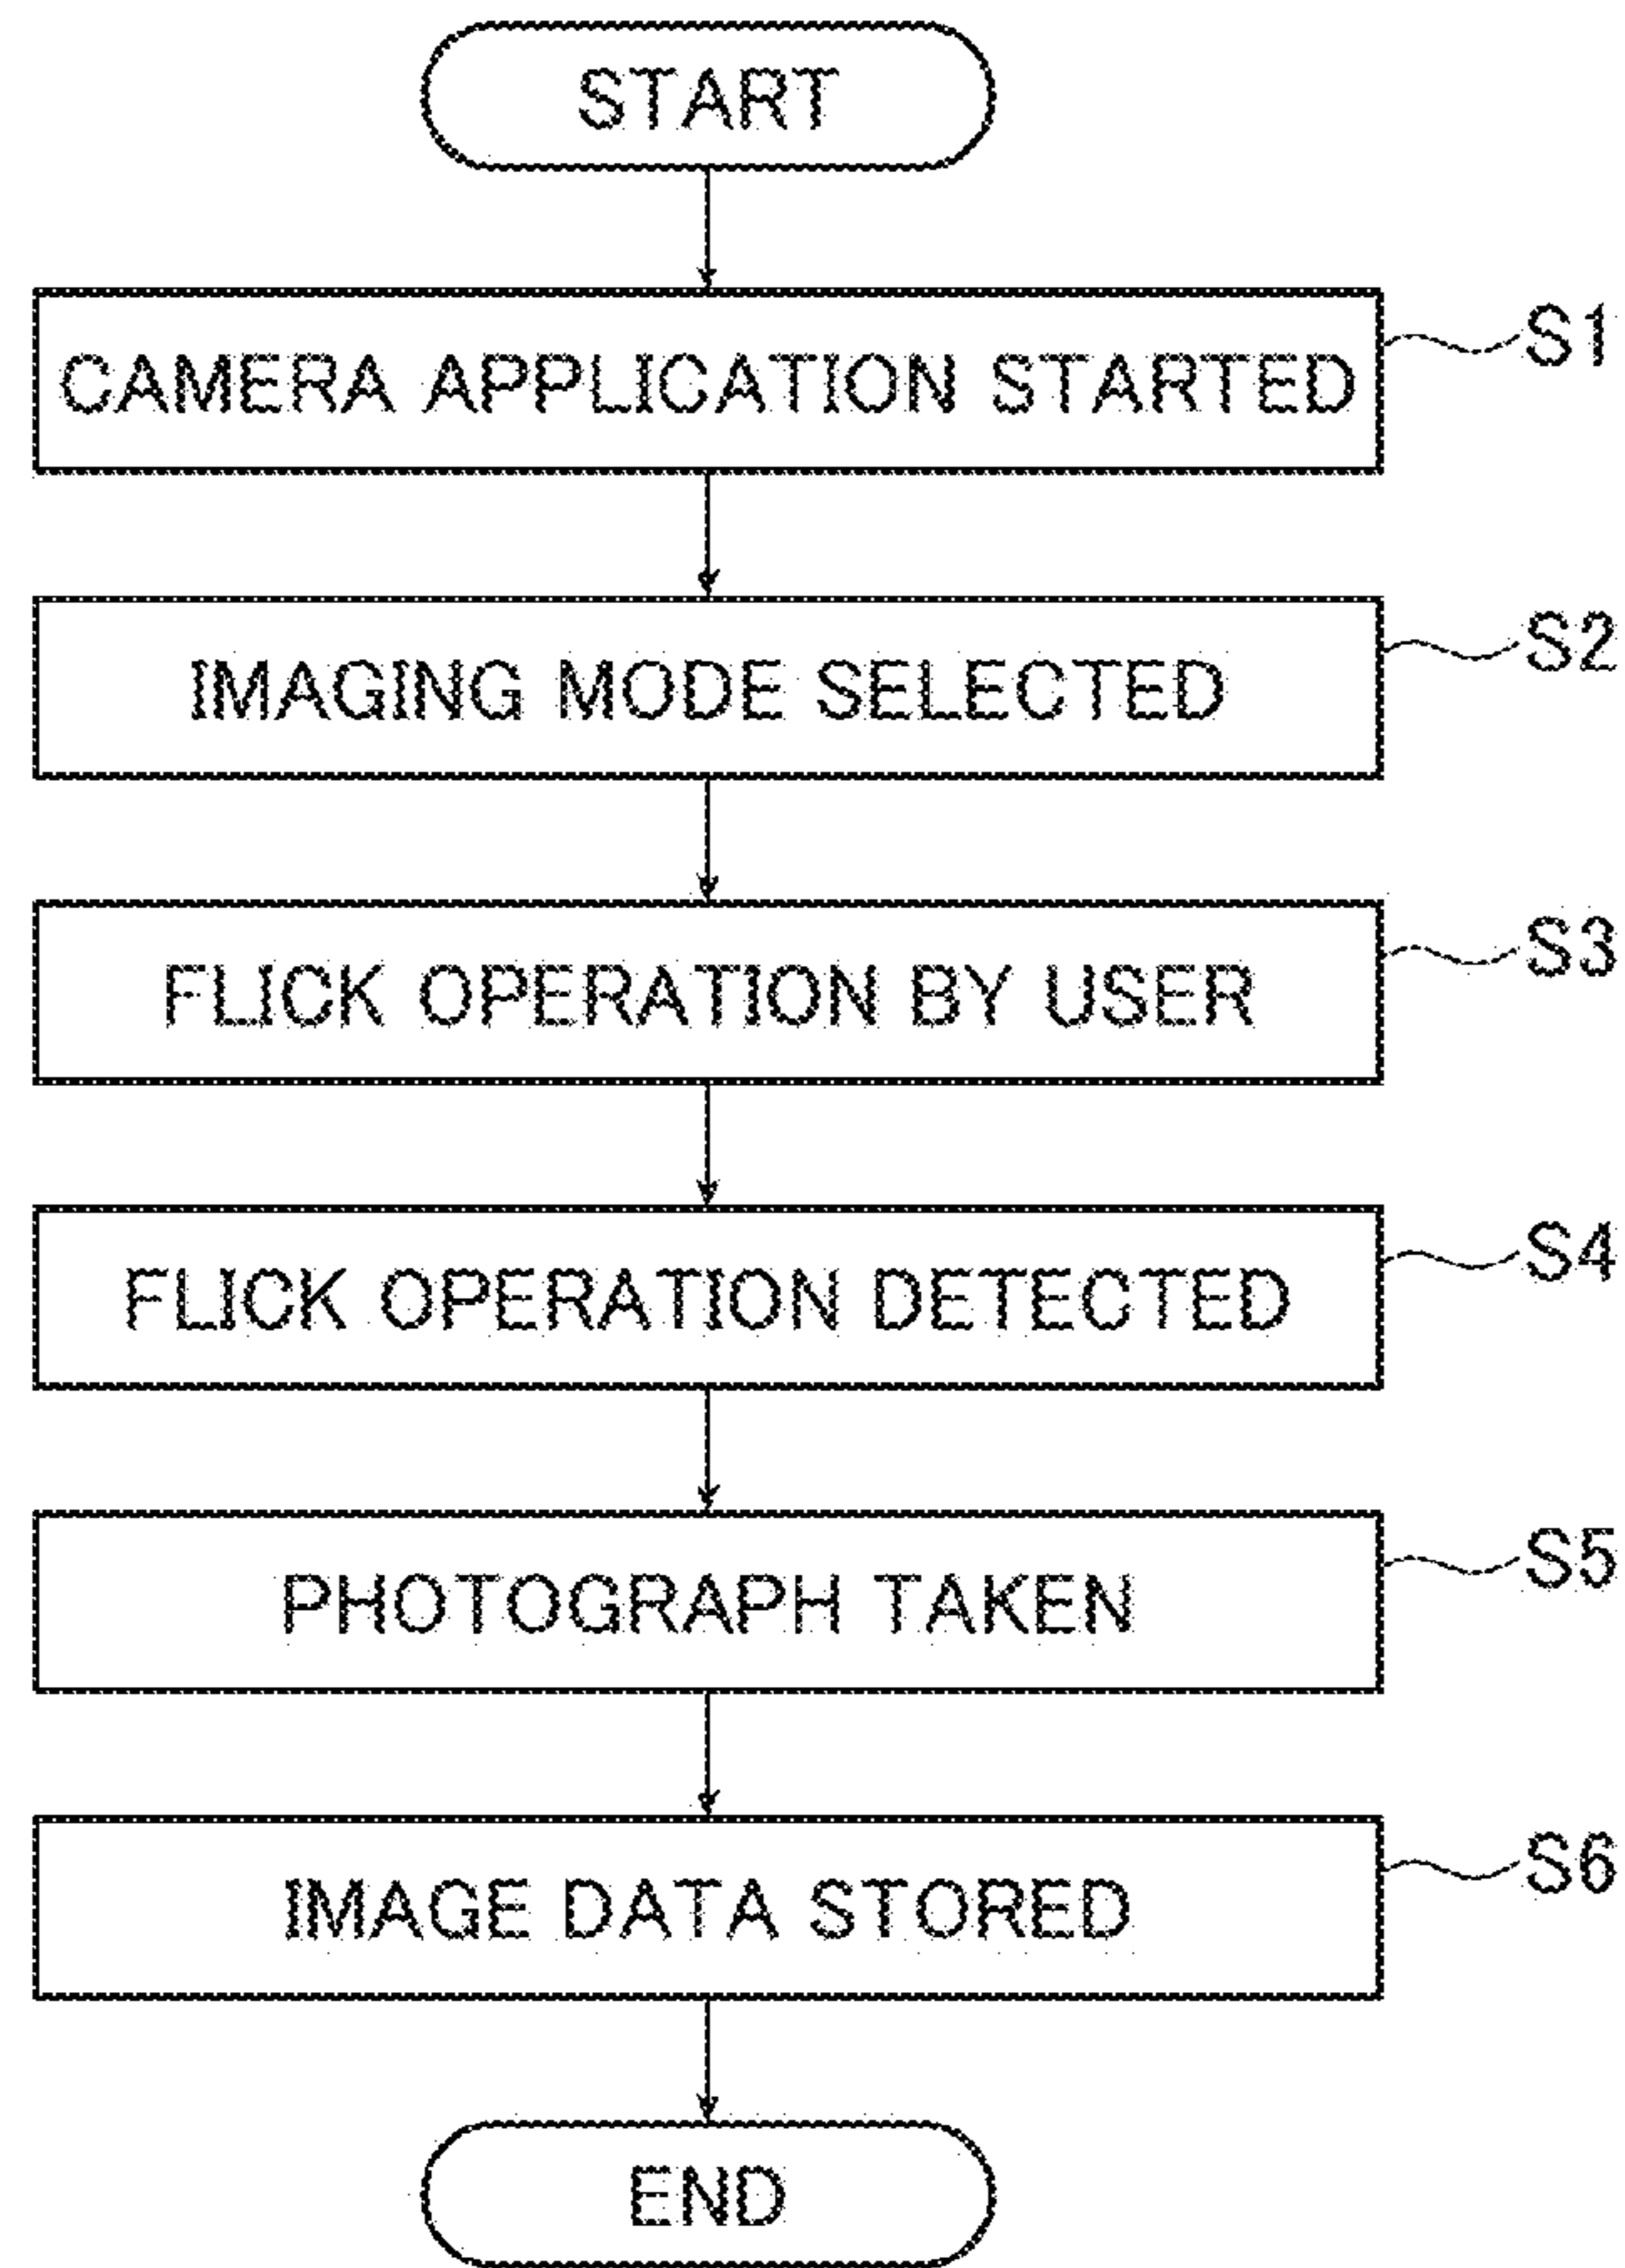 START
CAMERA APPLICATION STARTED
S1
IMAGING MODE SELECTED
S2
FLICK OPERATION BY USER
S3
FLICK OPERATION DETECTED
S4
PHOTOGRAPH TAKEN
S5
IMAGE DATA STORED
S6
END